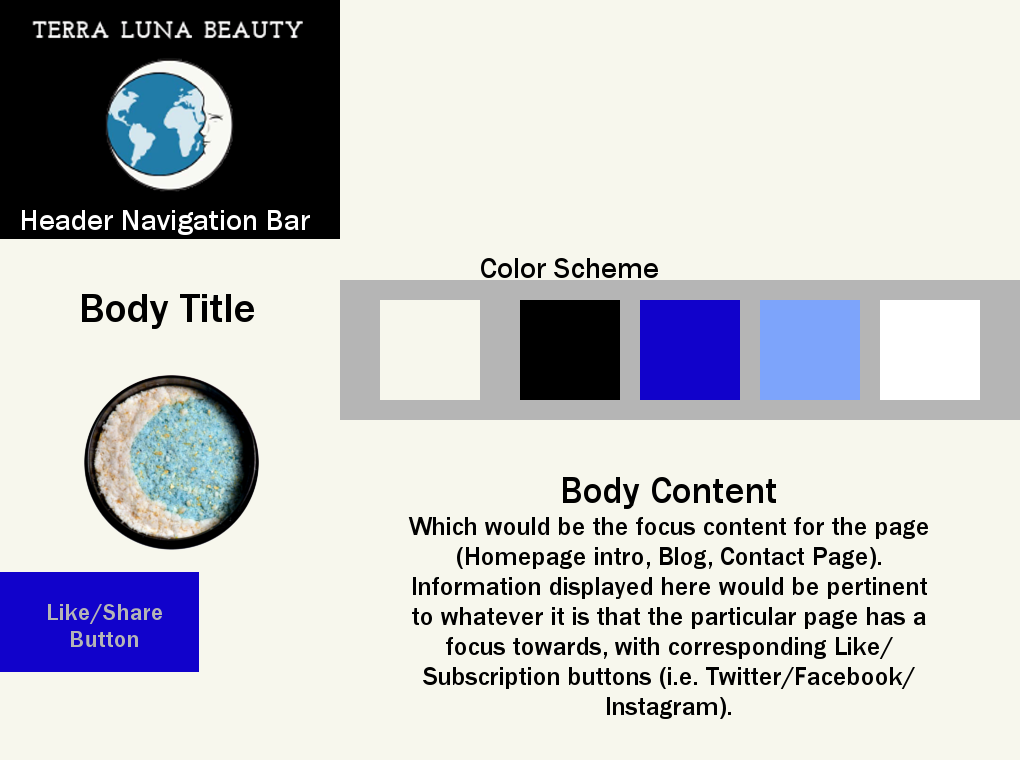 TERRA LUNA BEAUTY
Header Navigation Bar
Color Scheme
Body Title
Body Content
Which would be the focus content for the page
(Homepage intro, Blog, Contact Page).
Information displayed here would be pertinent
to whatever it is that the particular page has a
focus towards, with corresponding Like/
Subscription buttons (i.e. Twitter/Facebook/
Instagram).
Like/Share
Button